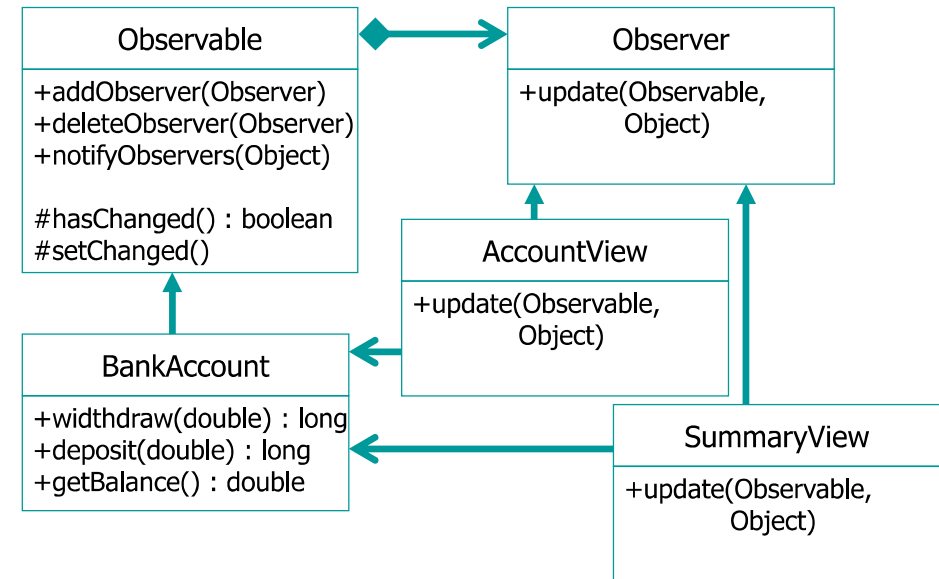 Observable
+addObserver(Observer)
+deleteObserver(Observer)
+notifyObservers(Object)
#hasChanged() : boolean
#setChanged()
Observer
+update(Observable,
Object)
AccountView
+update(Observable,
Object)
BankAccount
+widthdraw(double) : long
+deposit(double) : long
+getBalance() : double
SummaryView
+update(Observable,
Object)